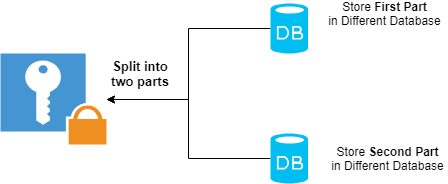 Store First Part
in Different Database
DB
Split into
two parts
DB
Store Second Part
in Different Database